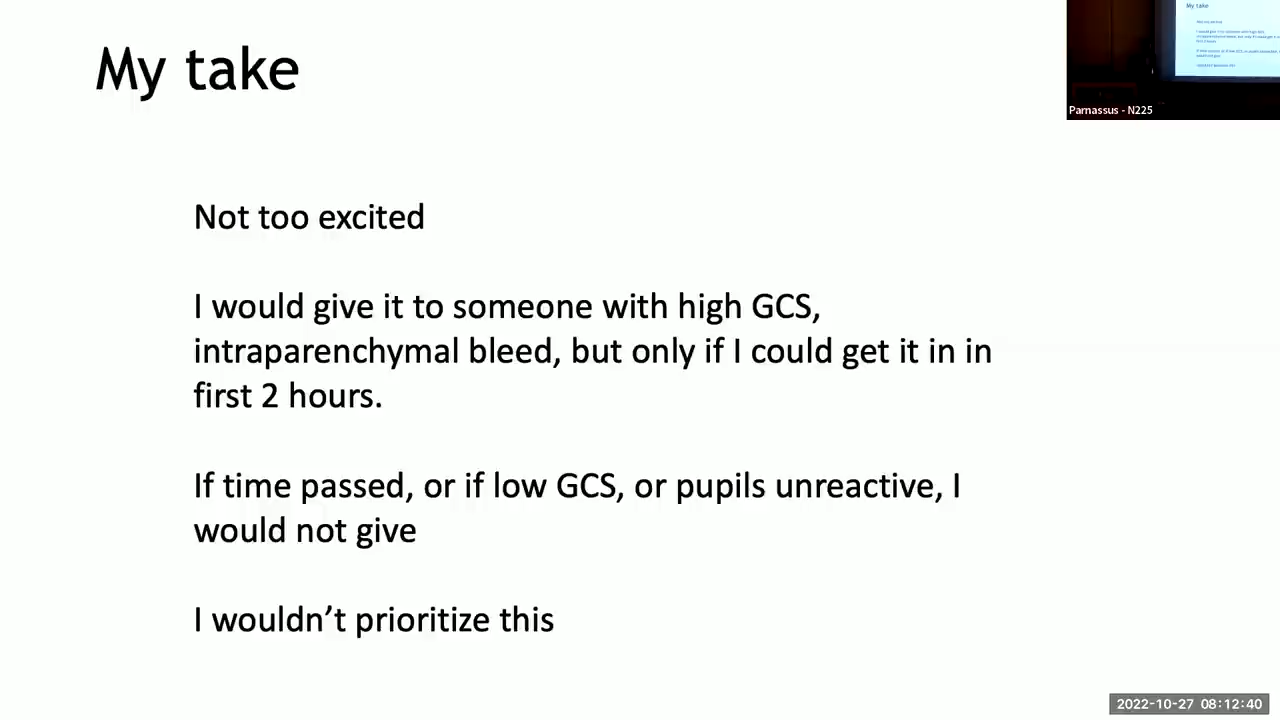 My take
Not too excited
I would give it to someone with high GCS,
intraparenchymal bleed, but only if I could get it in in
first 2 hours.
If time passed, or if low GCS, or pupils unreactive, I
would not give
I wouldn’t prioritize this
My take
Parnassus - N225
2022-10-27 08:12:40